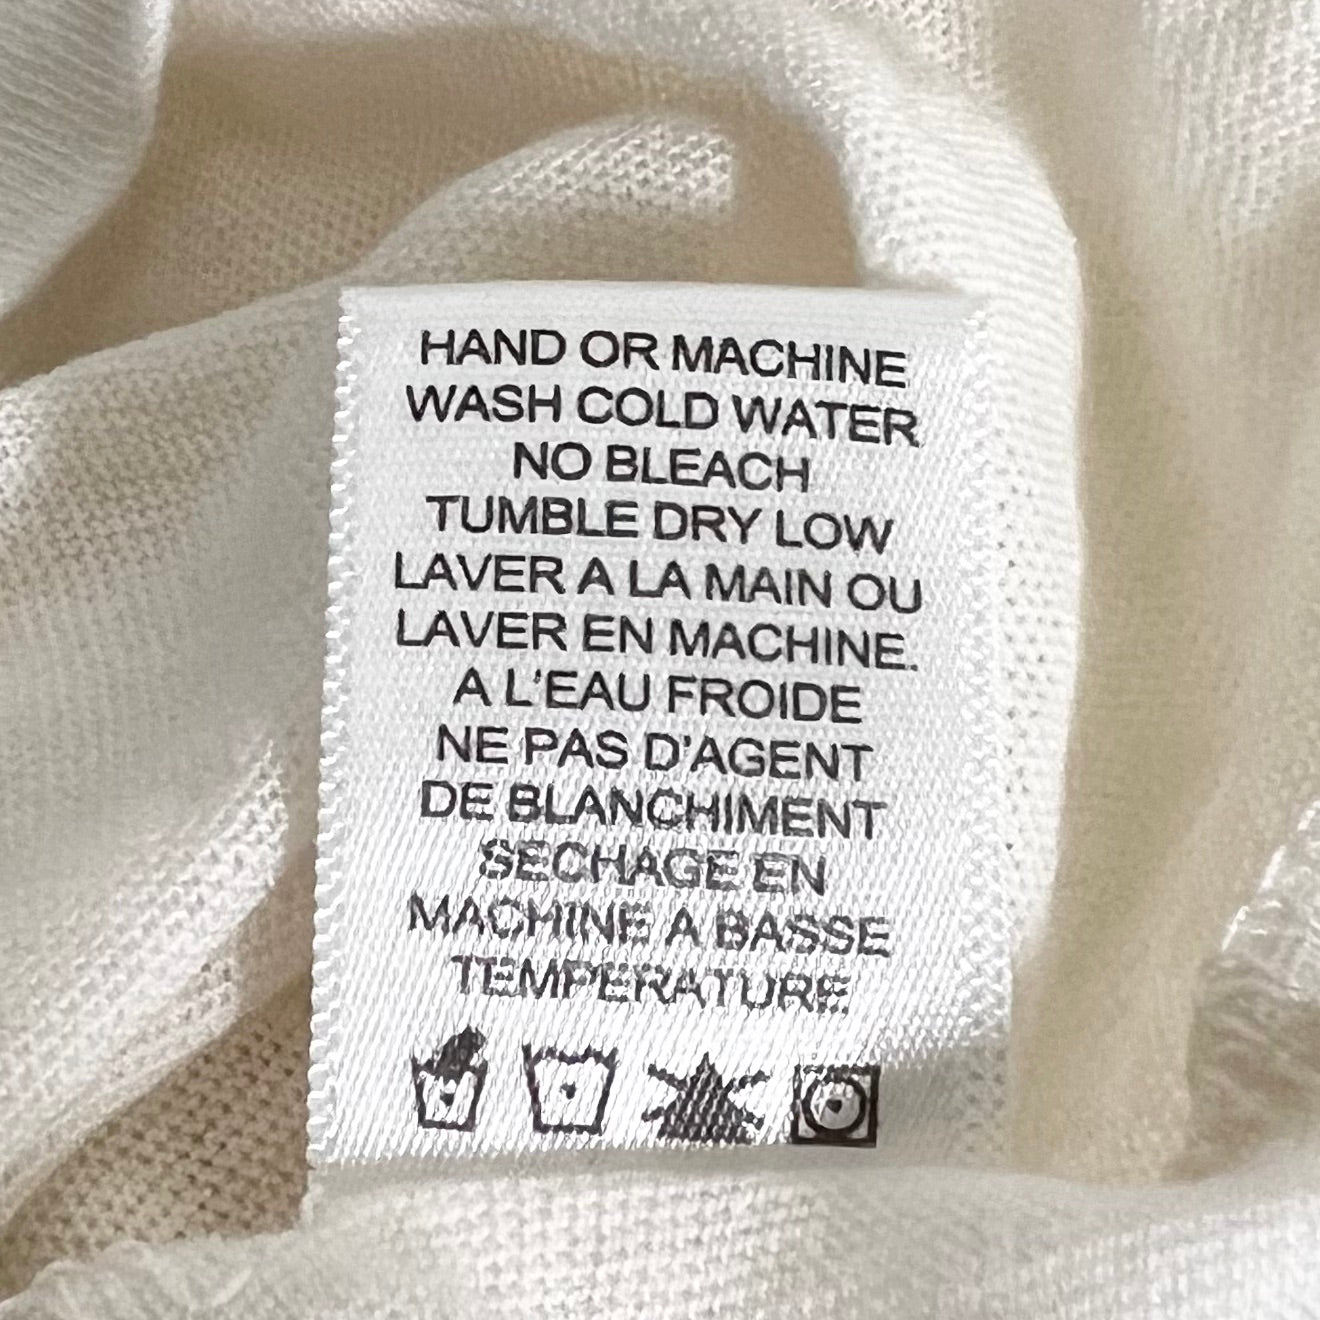 HAND OR MACHINE
WASH COLD WATER
NO BLEACH
TUMBLE DRY LOW
LAVER A LA MAIN OU
LAVER EN MACHINE.
A L'EAU FROIDE
NE PAS D'AGENT
DE BLANCHIMENT
SECHAGE EN
MACHINE A BASSE
TEMPERATURE